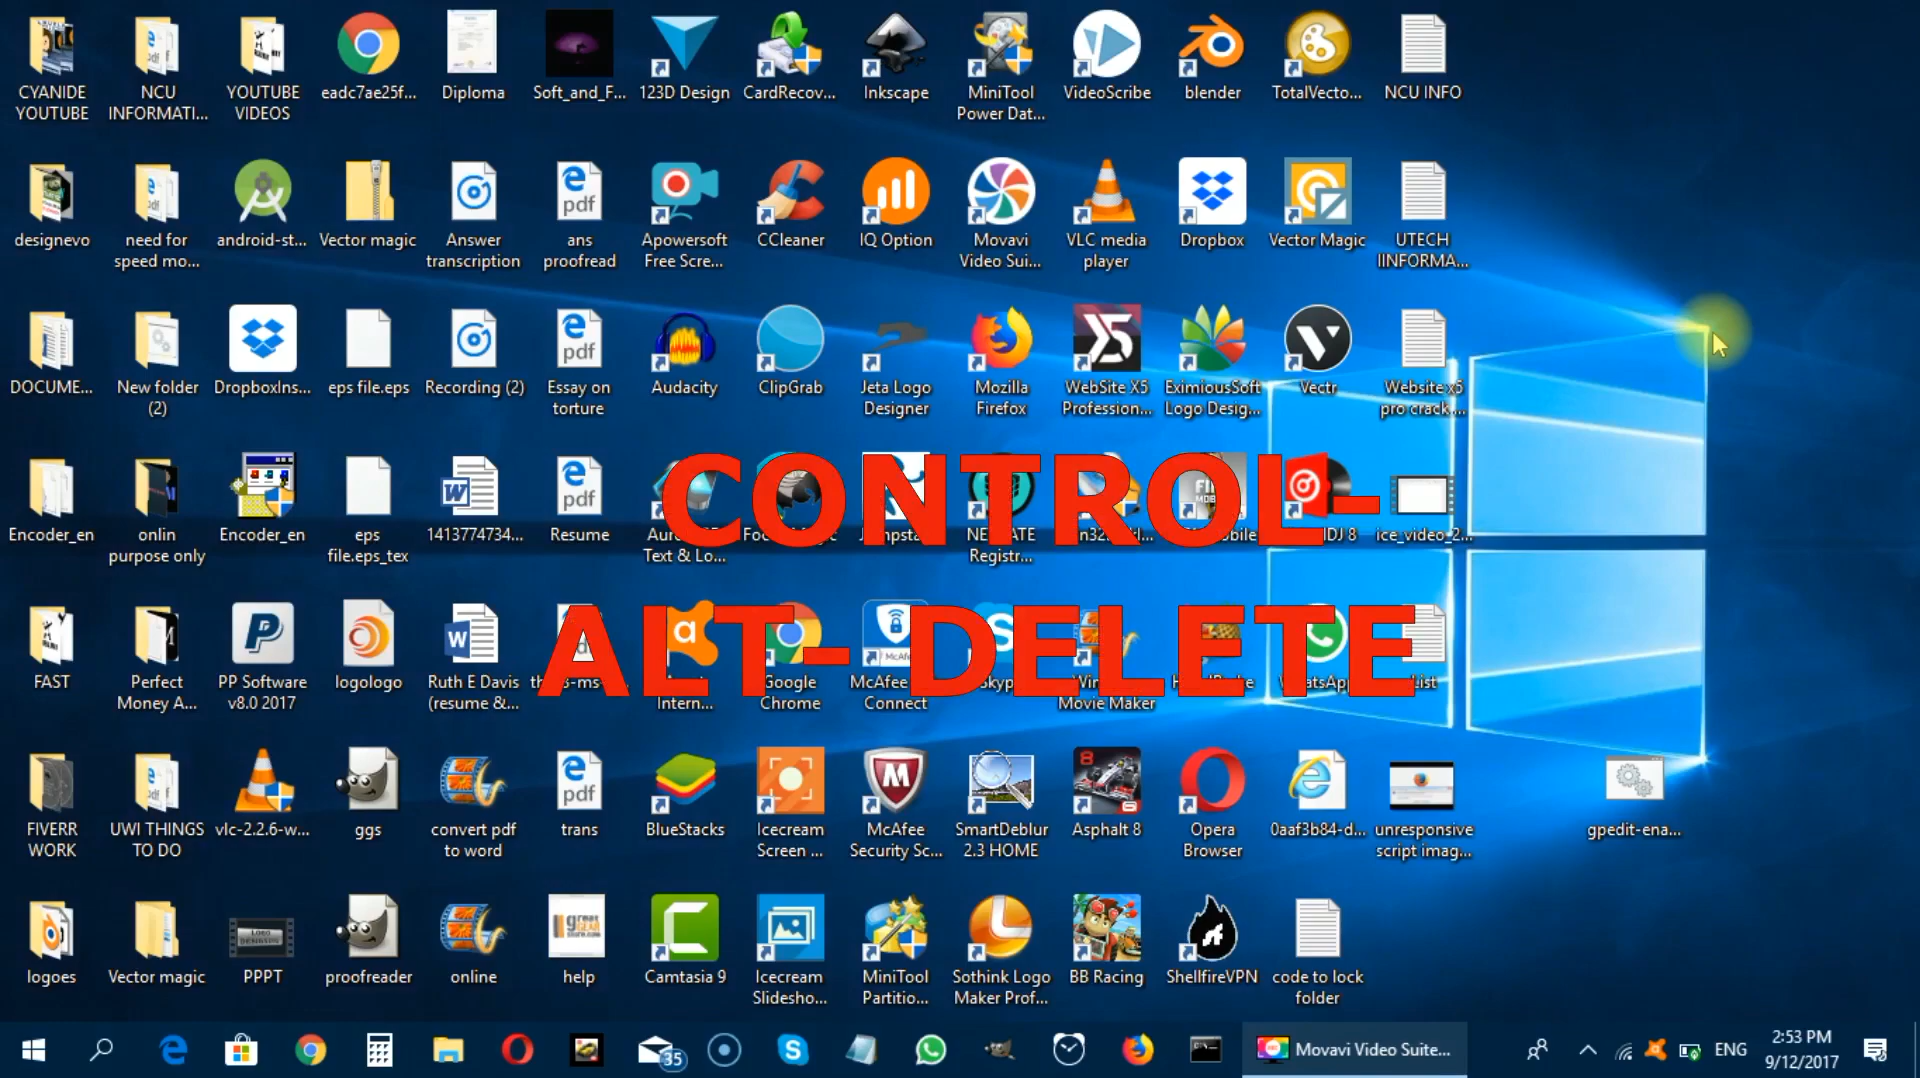 CYANIDE YOUTUBE
NCU INFORMATI...
YOUTUBE VIDEOS
eadc7ae25f...
Diploma
Soft_and_F...
123D Design
CardRecov...
Inkscape
MiniTool Power Dat...
VideoScribe
blender
TotalVecto...
NCU INFO
designevo
need for speed mo...
android-st...
Vector magic
Answer transcription
ans proofread
Apowersoft Free Scre...
CCleaner
IQ Option
Movavi Video Sui...
VLC media player
Dropbox
Vector Magic
UTECH IINFORMA...
DOCUME...
New folder (2)
DropboxIns...
eps file.eps
Recording (2)
Essay on torture
Audacity
ClipGrab
Jeta Logo Designer
Mozilla Firefox
WebSite X5 Profession...
EximiousSoft Logo Desig...
Vectr
Website x5 pro crack...
CONTROL-
ALT- DELETE
Encoder_en
onlin purpose only
Encoder_en
eps file.eps_tex
1413774734...
Resume
Text & Lo...
Registr...
DJ 8
ice_video_2...
FAST
Perfect Money A...
PP Software v8.0 2017
logologo
Ruth E Davis (resume &...
Intern...
Google Chrome
McAfee Connect
Movie Maker
FIVERR WORK
UWI THINGS TO DO
vlc-2.2.6-w...
ggs
convert pdf to word
trans
BlueStacks
Icecream Screen ...
McAfee Security Sc...
SmartDeblur 2.3 HOME
Asphalt 8
Opera Browser
0aaf3b84-d...
unresponsive script imag...
gpedit-ena...
logoes
Vector magic
PPPT
proofreader
online
help
Camtasia 9
Icecream Slidesho...
MiniTool Partitio...
Sothink Logo Maker Prof...
BB Racing
ShellfireVPN
code to lock folder
35
Movavi Video Suite...
ENG
2:53 PM
9/12/2017